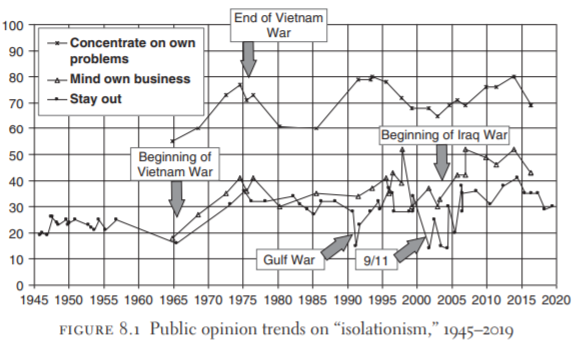 End of Vietnam
War
100
90
80
70
60
50
40
30
20
10
0
Concentrate on own
problems
Mind own business
Stay out
Beginning of
Vietnam War
Beginning of Iraq War
Gulf War
9/11
1945 1950 1955 1960 1965 1970 1975 1980 1985 1990 1995 2000 2005 2010 2015 2020
FIGURE 8.1 Public opinion trends on “isolationism,” 1945–2019